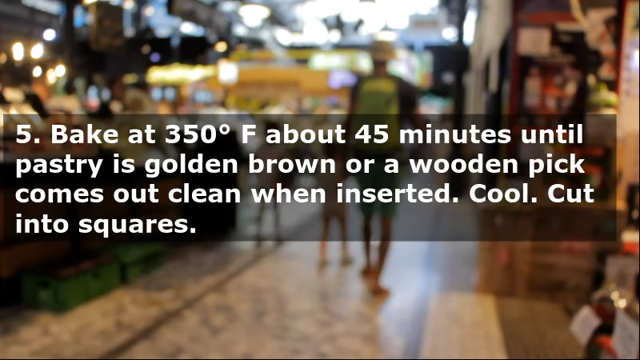 5. Bake at 350° F about 45 minutes until
pastry is golden brown or a wooden pick
comes out clean when inserted. Cool. Cut
into squares.